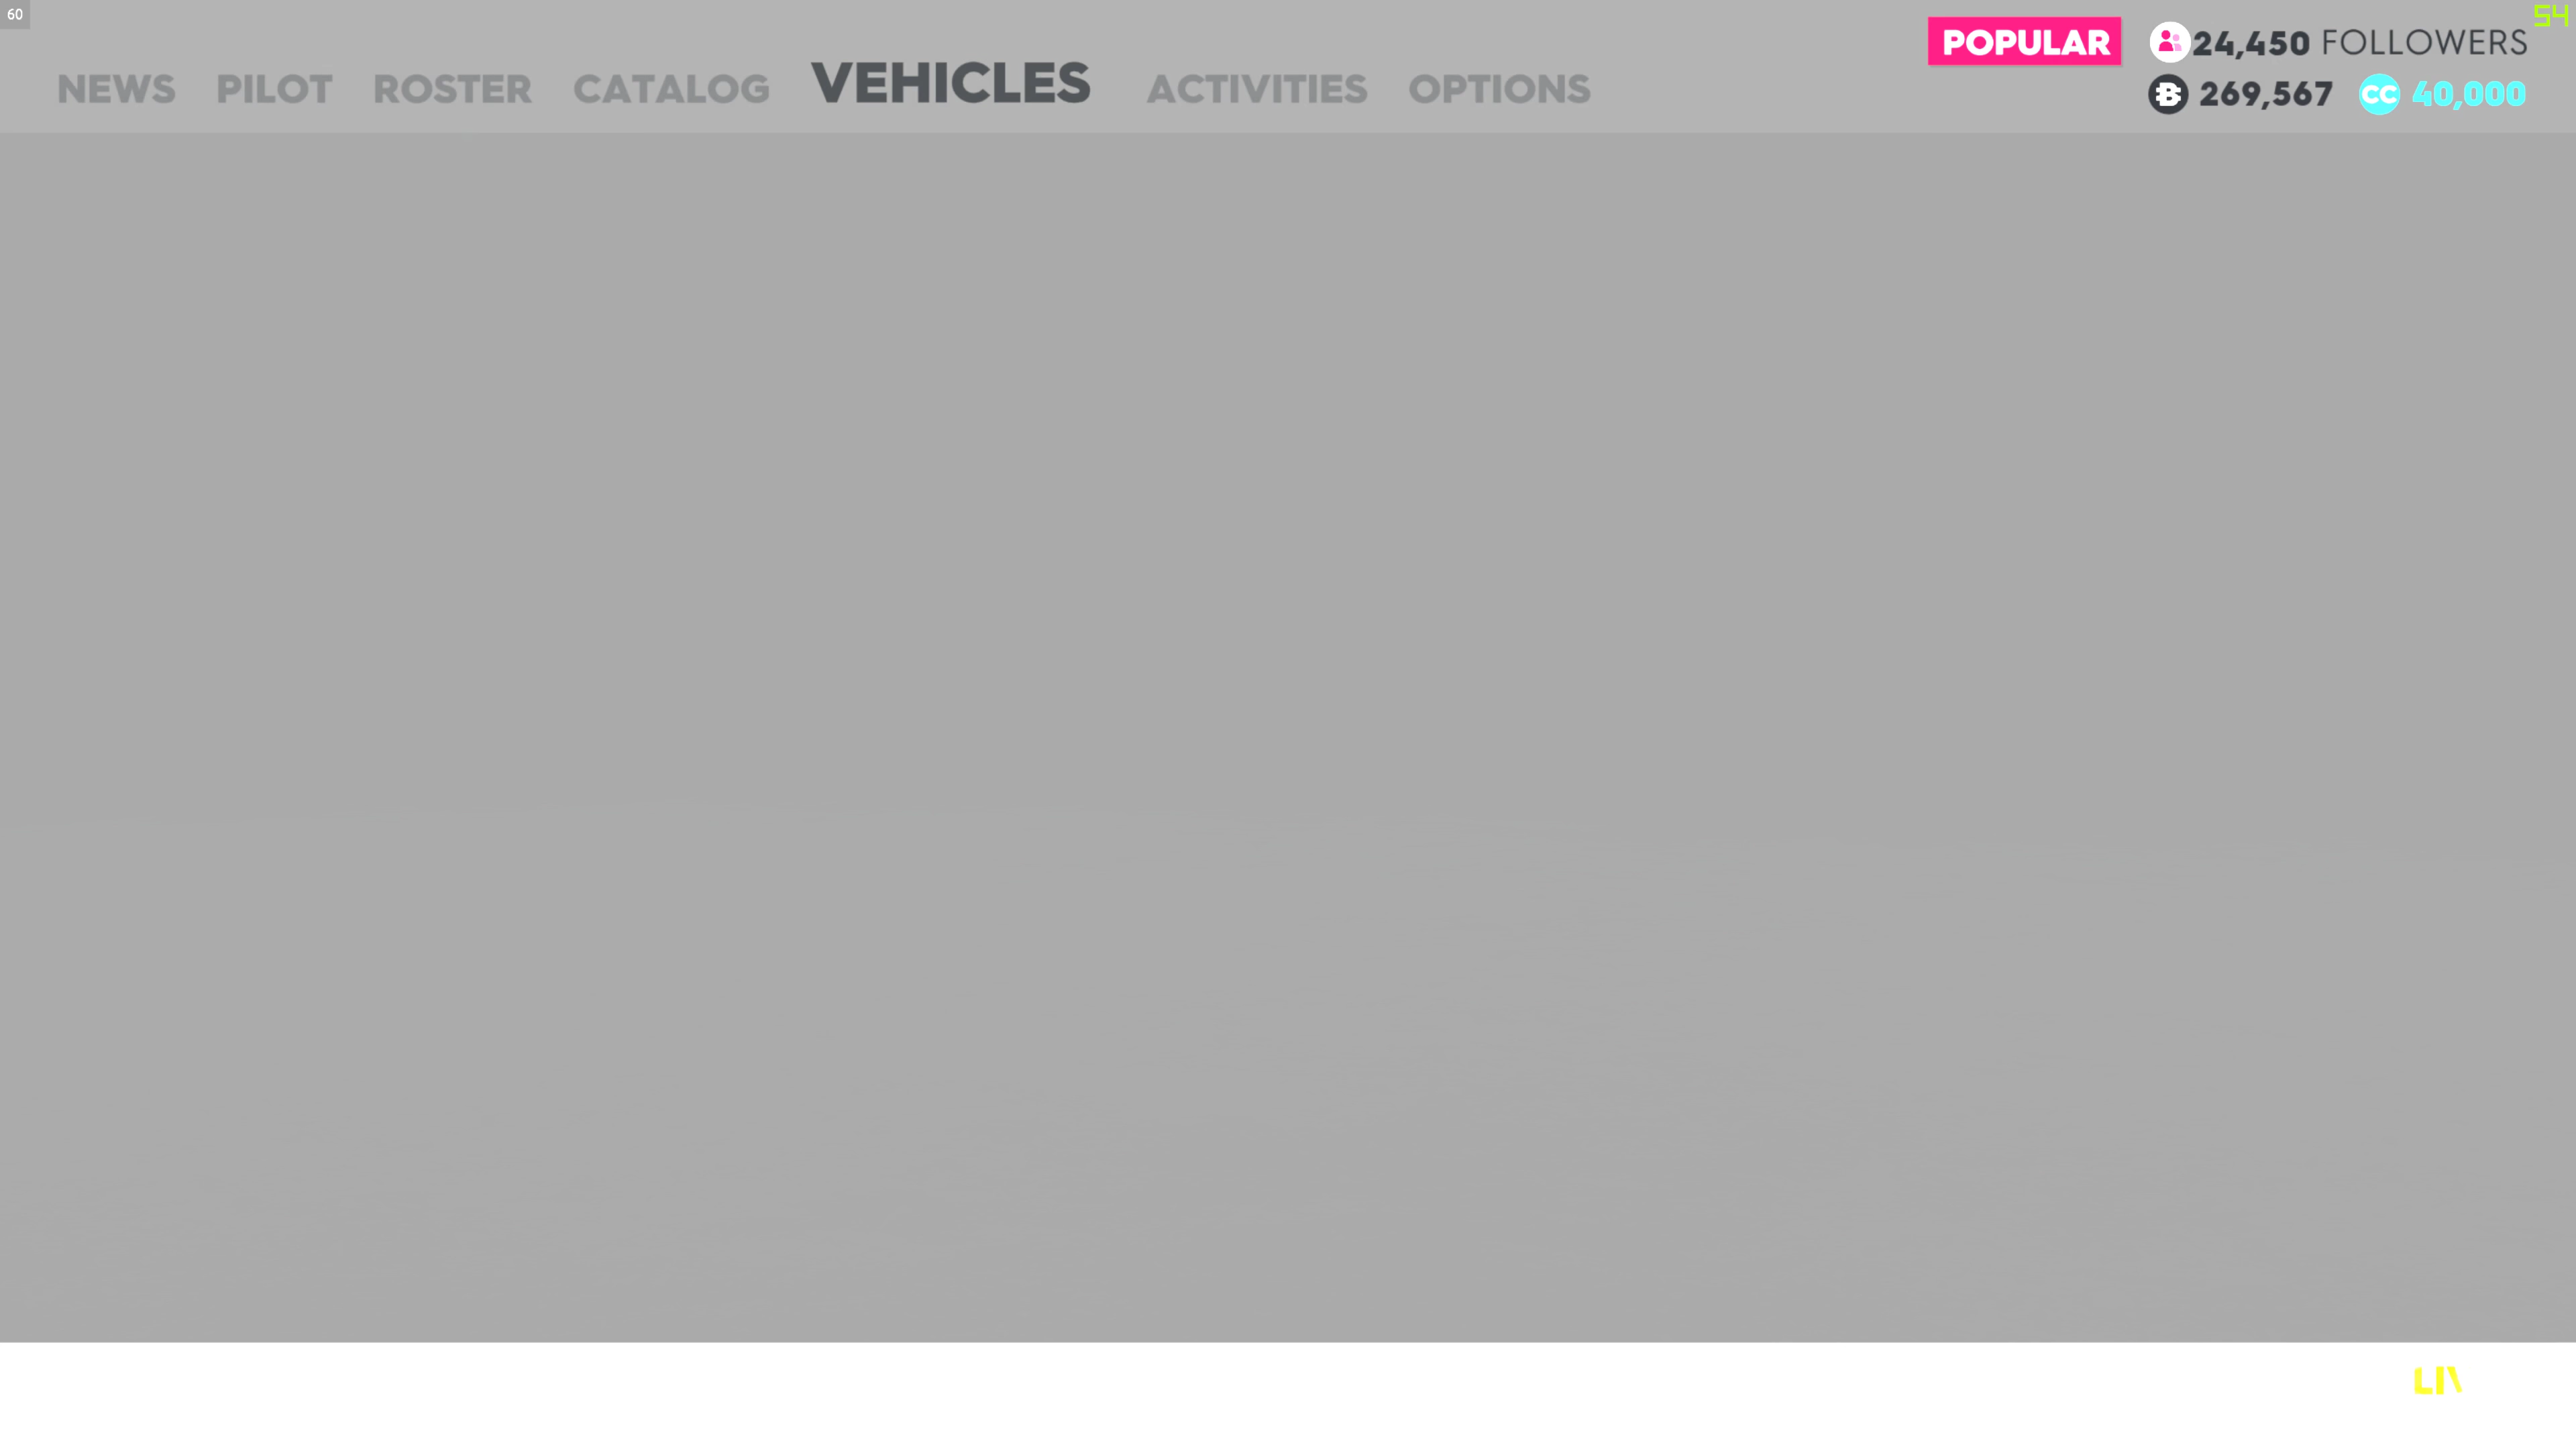 60
54
POPULAR 24,450 FOLLOWERS
NEWS PILOT ROSTER CATALOG VEHICLES ACTIVITIES OPTIONS
269,567 CC 40,000